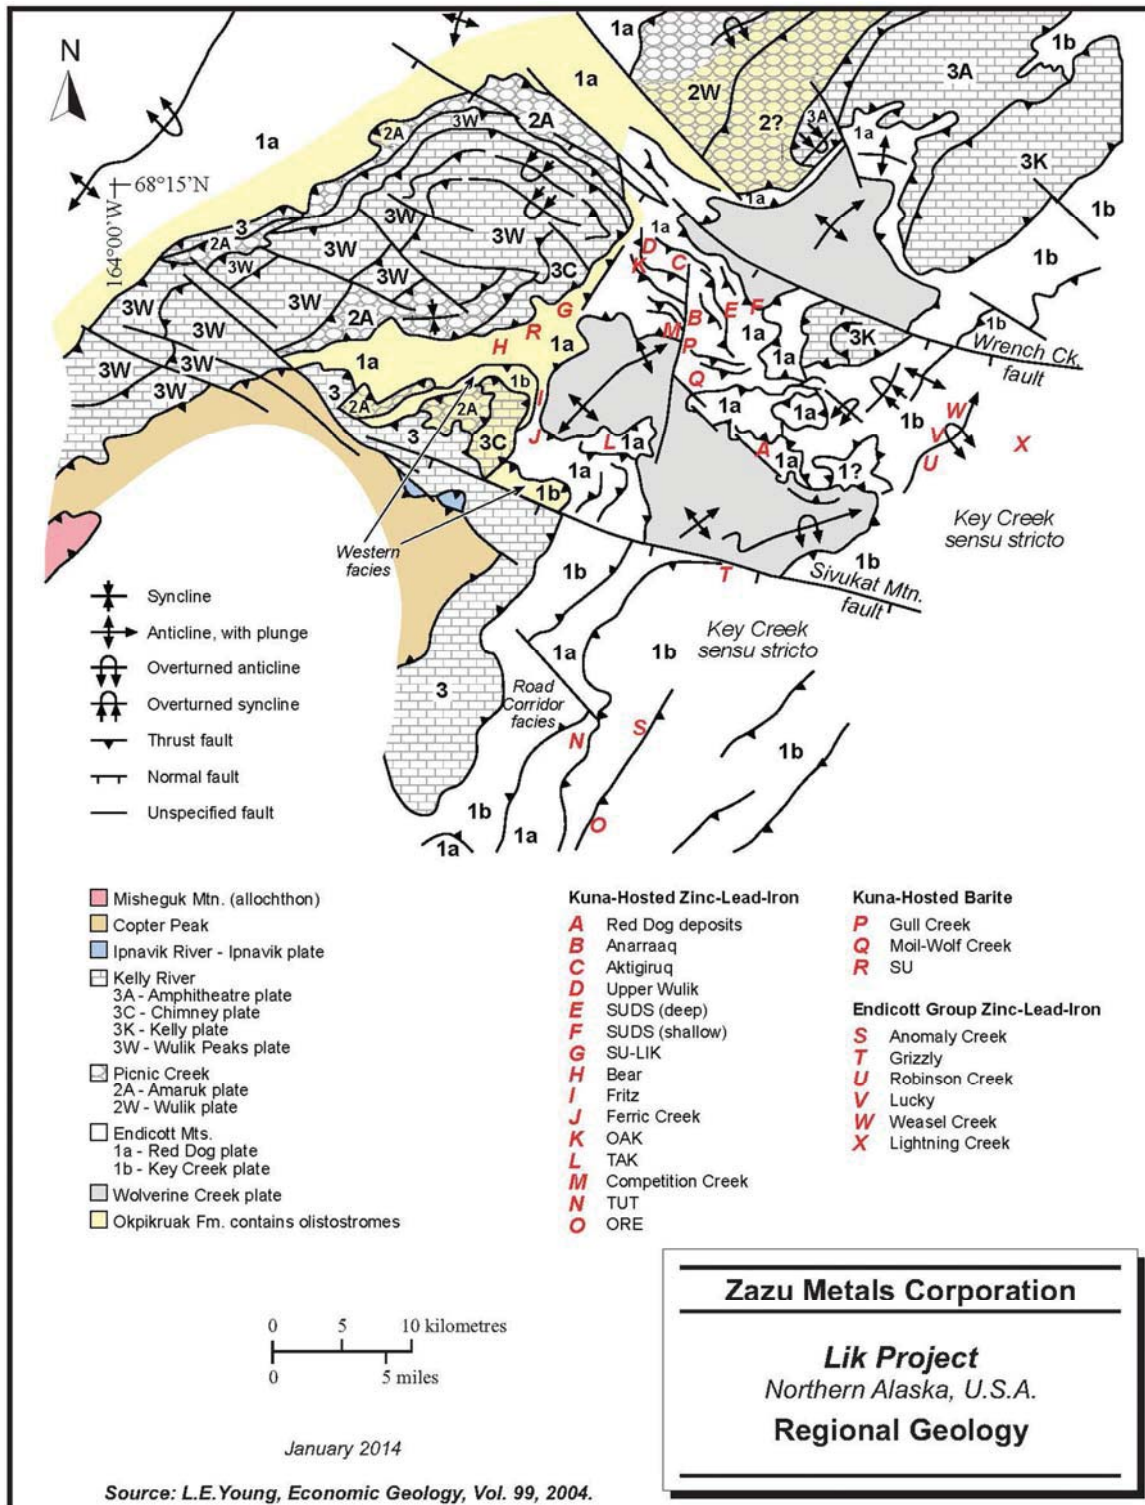 N
68°15'N
164°00'W
1a
1a
1a
2W
2?
3A
3A
1a
1b
3K
1b
1b
2A
3W
2A
3
2A
3W
3W
3W
3W
3W
3W
3W
3W
3W
3W
3W
3W
3C
2A
1a
1a
1a
1a
D
K
C
B
E
F
M
P
Q
G
R
H
I
J
L
A
1b
3K
Wrench Ck.
fault
1a
1a
1a
1a
1b
W
V
U
X
3
2A
2A
1b
3C
3
1b
1a
1a
1a
1?
Western
facies
Key Creek
sensu stricto
1b
Sivukat Mtn.
fault
T
1b
1a
1b
Key Creek
sensu stricto
3
Road
Corridor
facies
N
S
1b
O
1b
1a
1a
Syncline
Anticline, with plunge
Overturned anticline
Overturned syncline
Thrust fault
Normal fault
Unspecified fault
Misheguk Mtn. (allochthon)
Copter Peak
Ipnavik River - Ipnavik plate
Kelly River
3A - Amphitheatre plate
3C - Chimney plate
3K - Kelly plate
3W - Wulik Peaks plate
Picnic Creek
2A - Amaruk plate
2W - Wulik plate
Endicott Mts.
1a - Red Dog plate
1b - Key Creek plate
Wolverine Creek plate
Okpikruak Fm. contains olistostromes
Kuna-Hosted Zinc-Lead-Iron
A Red Dog deposits
B Anarraaq
C Aktigiruq
D Upper Wulik
E SUDS (deep)
F SUDS (shallow)
G SU-LIK
H Bear
I Fritz
J Ferric Creek
K OAK
L TAK
M Competition Creek
N TUT
O ORE
Kuna-Hosted Barite
P Gull Creek
Q Moil-Wolf Creek
R SU
Endicott Group Zinc-Lead-Iron
S Anomaly Creek
T Grizzly
U Robinson Creek
V Lucky
W Weasel Creek
X Lightning Creek
0 5 10 kilometres
0 5 miles
January 2014
Source: L.E.Young, Economic Geology, Vol. 99, 2004.
Zazu Metals Corporation
Lik Project
Northern Alaska, U.S.A.
Regional Geology